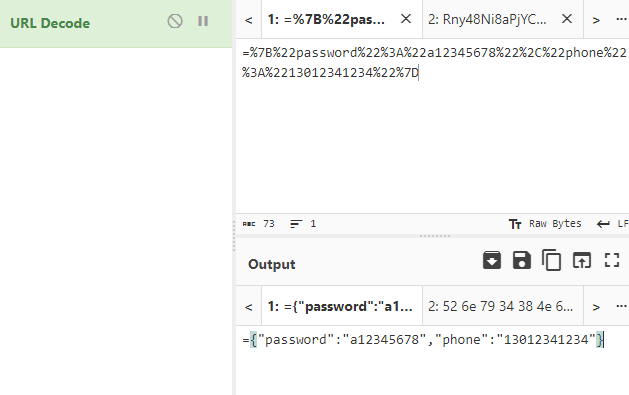 URL Decode
< 1: =%7B%22pas... × 2: Rny48Ni8aPjYC... × > ...
=%7B%22password%22%3A%22a12345678%22%2C%22phone%22
%3A%2213012341234%22%7D
ABC 73 1 Tт Raw Bytes LF
Output
< 1: ={"password":"a1... 2: 52 6e 79 34 38 4e 6... > ...
={"password":"a12345678","phone":"13012341234"}